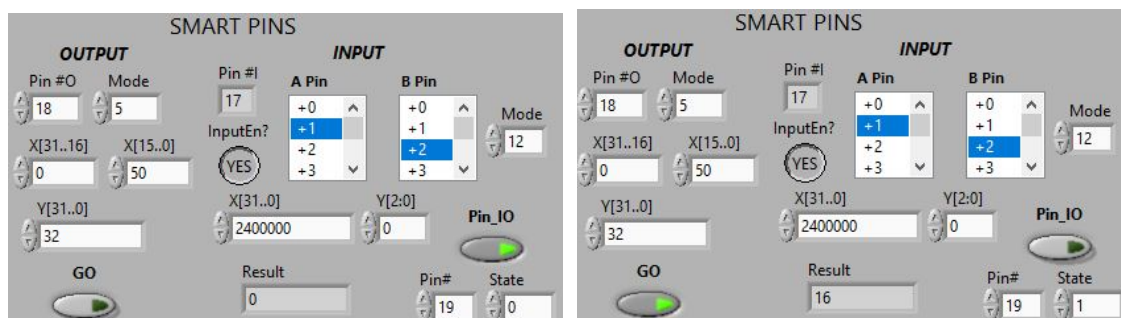 SMART PINS
OUTPUT INPUT
Pin #O Mode Pin #I A Pin B Pin
18 5 17 +0 +0 Mode
+1 +1 12
InputEn? +2 +2
X[31..16] X[15..0] YES +3 +3
0 50
Y[31..0] X[31..0] Y[2:0] Pin_IO
32 2400000 0
GO Result Pin# State
0 19 0
SMART PINS
OUTPUT INPUT
Pin #O Mode Pin #I A Pin B Pin
18 5 17 +0 +0 Mode
+1 +1 12
InputEn? +2 +2
X[31..16] X[15..0] YES +3 +3
0 50
Y[31..0] X[31..0] Y[2:0] Pin_IO
32 2400000 0
GO Result Pin# State
16 19 1